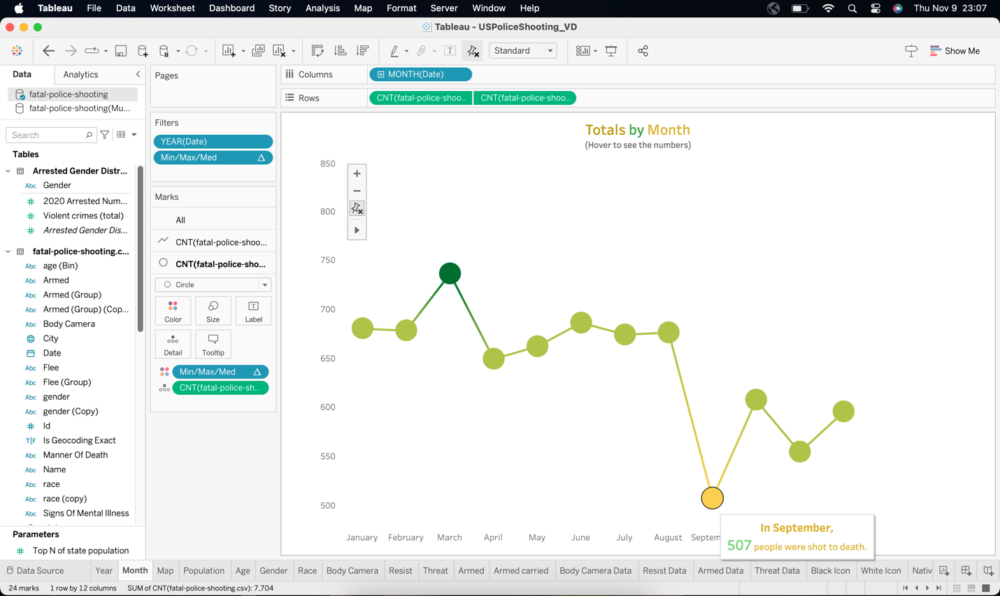 Tableau File Data Worksheet Dashboard Story Analysis Map Format Server Window Help Thu Nov 9 23:07
Tableau - USPoliceShooting_VD
Standard Show Me
Data Analytics
fatal-police-shooting
fatal-police-shooting(Mu...
Search
Tables
Arrested Gender Distr...
Abc Gender
# 2020 Arrested Num...
# Violent crimes (total)
# Arrested Gender Dis...
fatal-police-shooting.c...
Abc age (Bin)
Abc Armed
Abc Armed (Group)
Abc Armed (Group) (Cop...
Abc Body Camera
City
Date
Abc Flee
Abc Flee (Group)
Abc gender
Abc gender (Copy)
# Id
T|F Is Geocoding Exact
Abc Manner Of Death
Abc Name
Abc race
Abc race (copy)
Abc Signs Of Mental Illness
Parameters
# Top N of state population
Pages
Filters
YEAR(Date)
Min/Max/Med Δ
Marks
All
CNT(fatal-police-shoo...
CNT(fatal-police-sho...
Circle
Color Size Label
Detail Tooltip
Min/Max/Med Δ
CNT(fatal-police-sh..
Columns MONTH(Date)
Rows CNT(fatal-police-shoo.. CNT(fatal-police-shoo..
Totals by Month
(Hover to see the numbers)
850
800
750
700
650
600
550
500
January February March April May June July August Septem
In September,
507 people were shot to death.
Data Source Year Month Map Population Age Gender Race Body Camera Resist Threat Armed Armed carried Body Camera Data Resist Data Armed Data Threat Data Black Icon White Icon Nativ
24 marks 1 row by 12 columns SUM of CNT(fatal-police-shooting.csv): 7,704